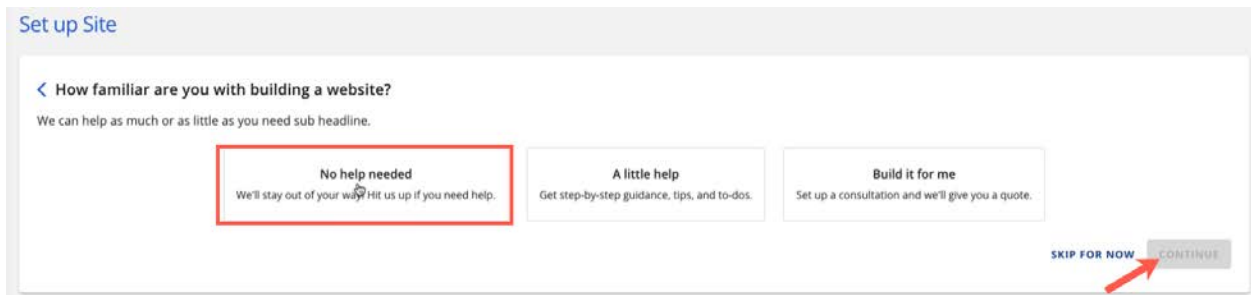 Set up Site
How familiar are you with building a website?
We can help as much or as little as you need sub headline.
No help needed
We'll stay out of your way! Hit us up if you need help.
A little help
Get step-by-step guidance, tips, and to-dos.
Build it for me
Set up a consultation and we'll give you a quote.
SKIP FOR NOW
CONTINUE